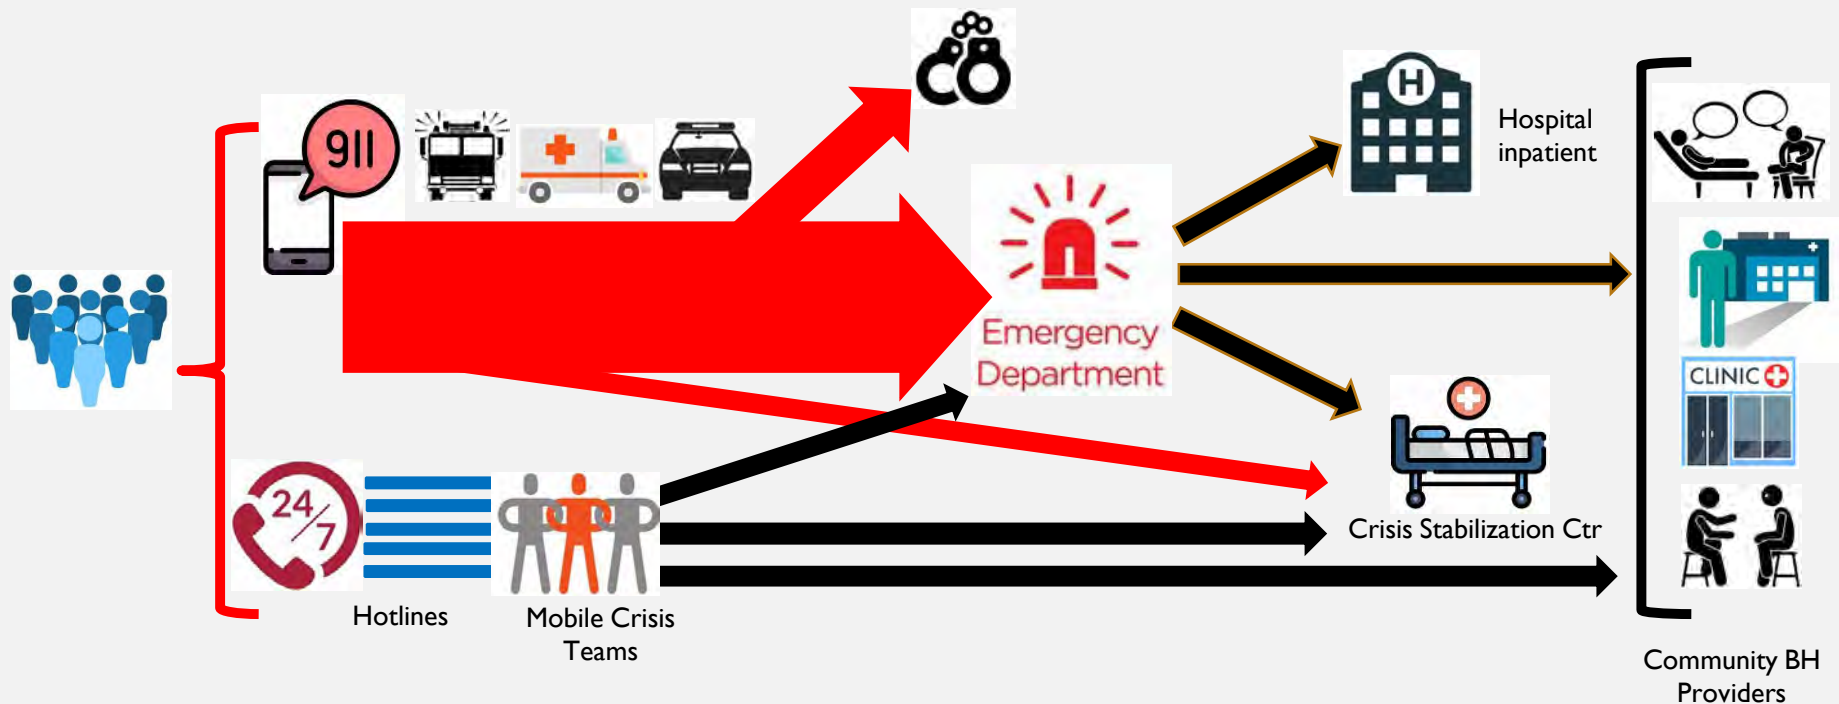 911
H
Hospital
inpatient
Emergency
Department
CLINIC
24/7
Crisis Stabilization Ctr
Hotlines
Mobile Crisis
Teams
Community BH
Providers